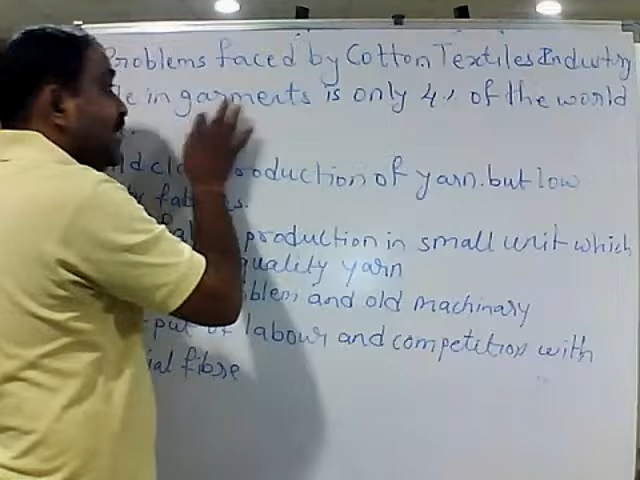 Problems faced by Cotton Textiles Industry
in garments is only 4% of the world
production of yarn. but low
production in small unit which
quality yarn
and old machinary
labour and competition with
fibre